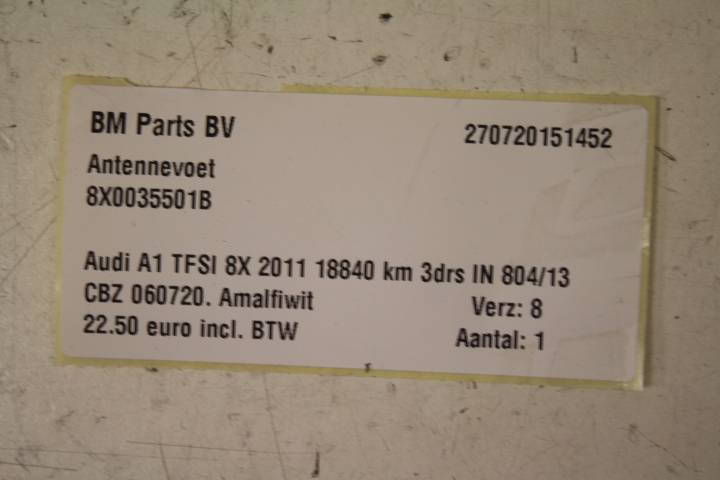 BM Parts BV 270720151452
Antennevoet
8X0035501B
Audi A1 TFSI 8X 2011 18840 km 3drs IN 804/13
CBZ 060720. Amalfiwit Verz: 8
22.50 euro incl. BTW Aantal: 1